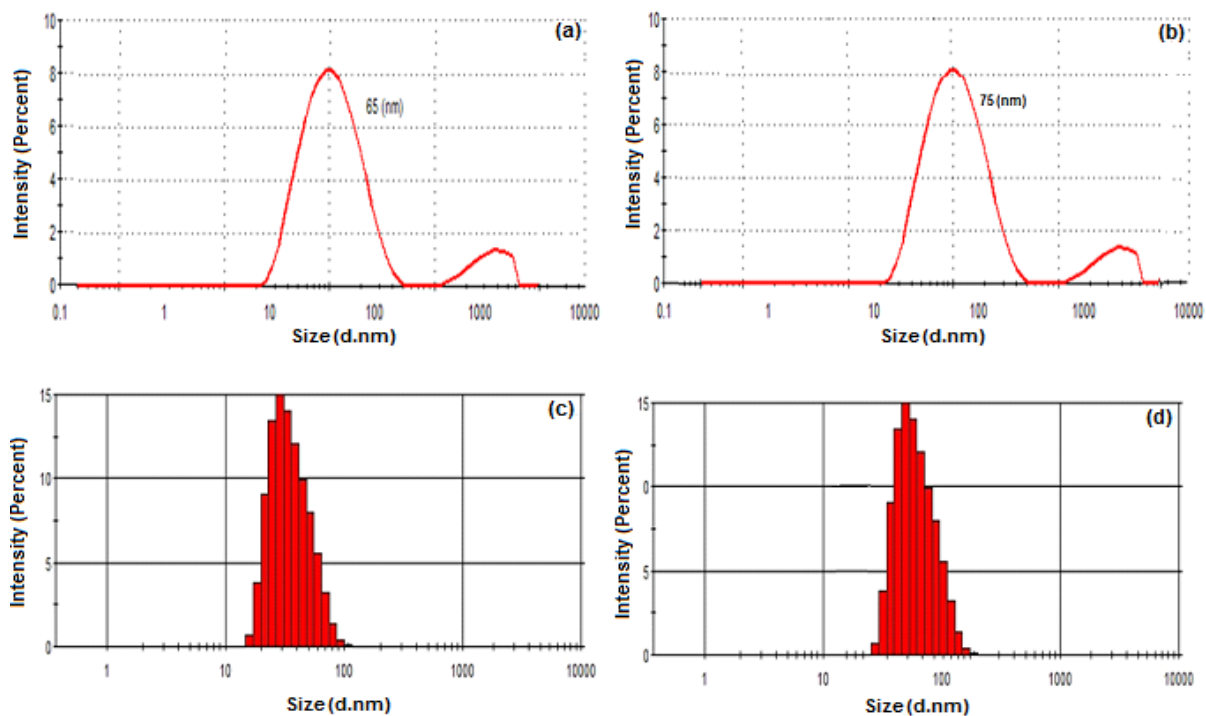 (a)
Intensity (Percent)
10
8
6
4
2
0
65 (nm)
0.1 1 10 100 1000 10000
Size (d.nm)
(b)
Intensity (Percent)
10
8
6
4
2
0
75 (nm)
0.1 1 10 100 1000 10000
Size (d.nm)
(c)
Intensity (Percent)
15
10
5
0
1 10 100 1000 10000
Size (d.nm)
(d)
Intensity (Percent)
15
0
5
0
1 10 100 1000 10000
Size (d.nm)